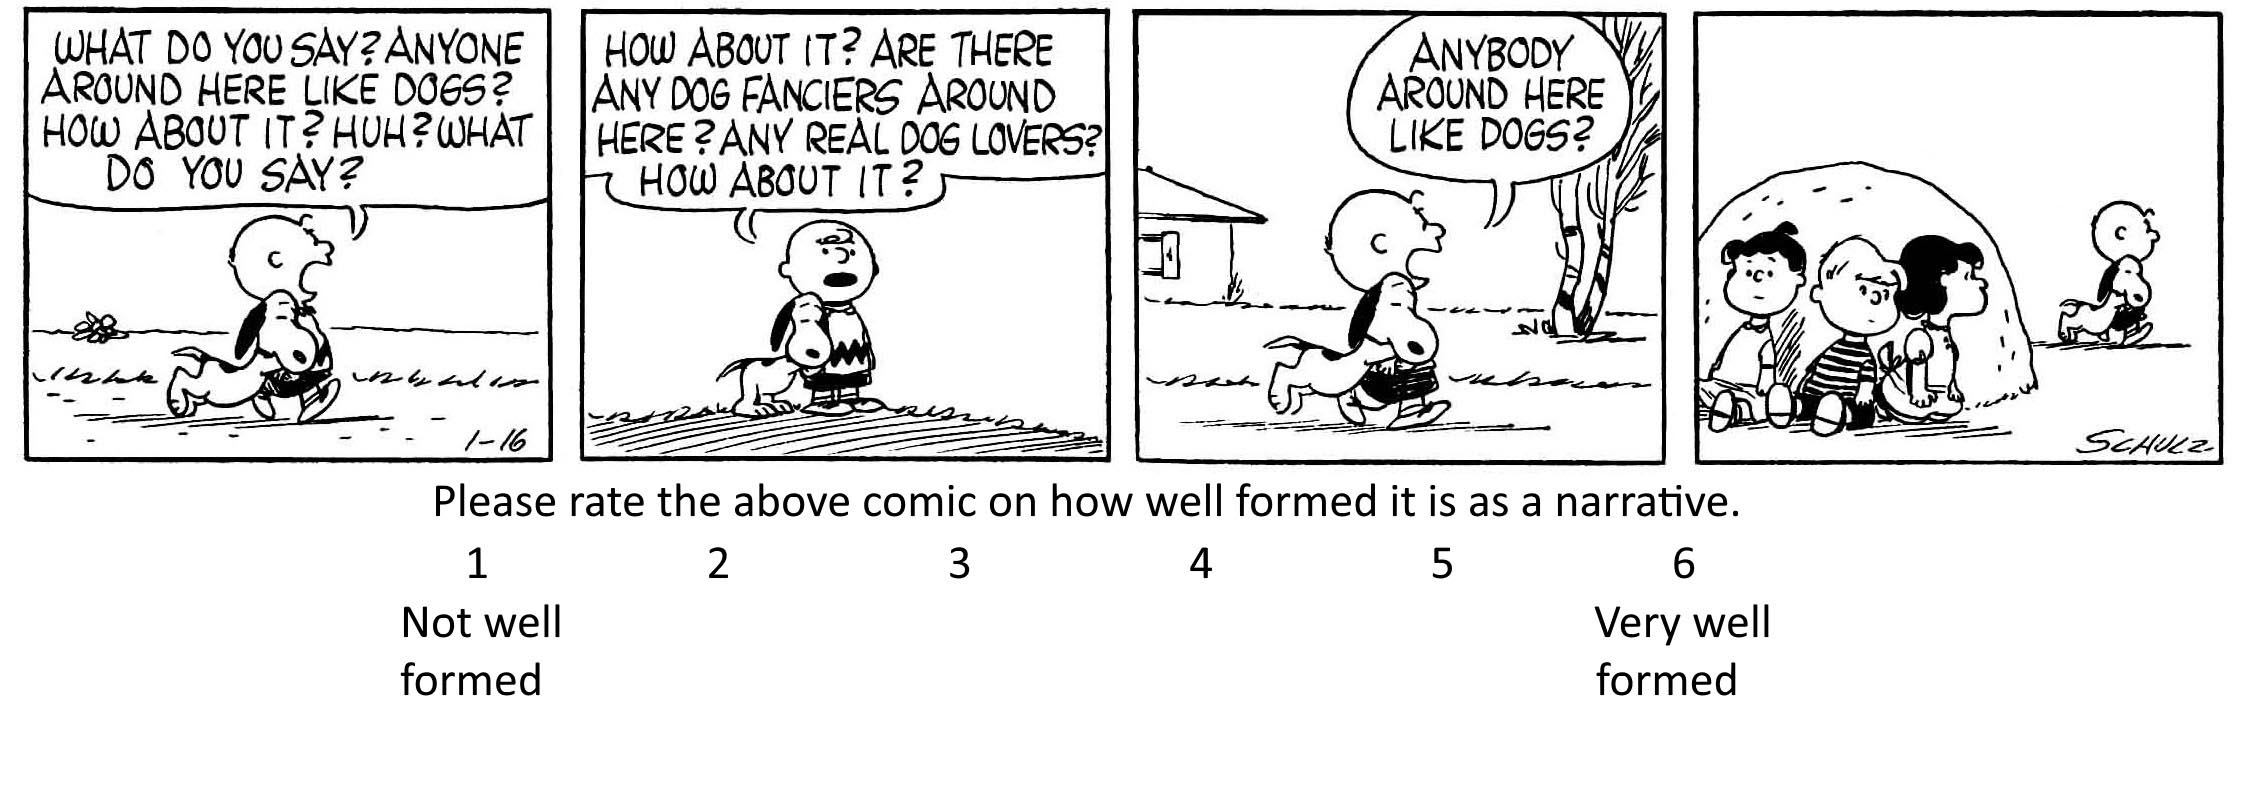 WHAT DO YOU SAY? ANYONE
AROUND HERE LIKE DOGS?
HOW ABOUT IT? HUH? WHAT
DO YOU SAY?
1-16
HOW ABOUT IT? ARE THERE
ANY DOG FANCIERS AROUND
HERE? ANY REAL DOG LOVERS?
HOW ABOUT IT?
ANYBODY
AROUND HERE
LIKE DOGS?
SCHULZ
Please rate the above comic on how well formed it is as a narrative.
1 2 3 4 5 6
Not well
formed
Very well
formed